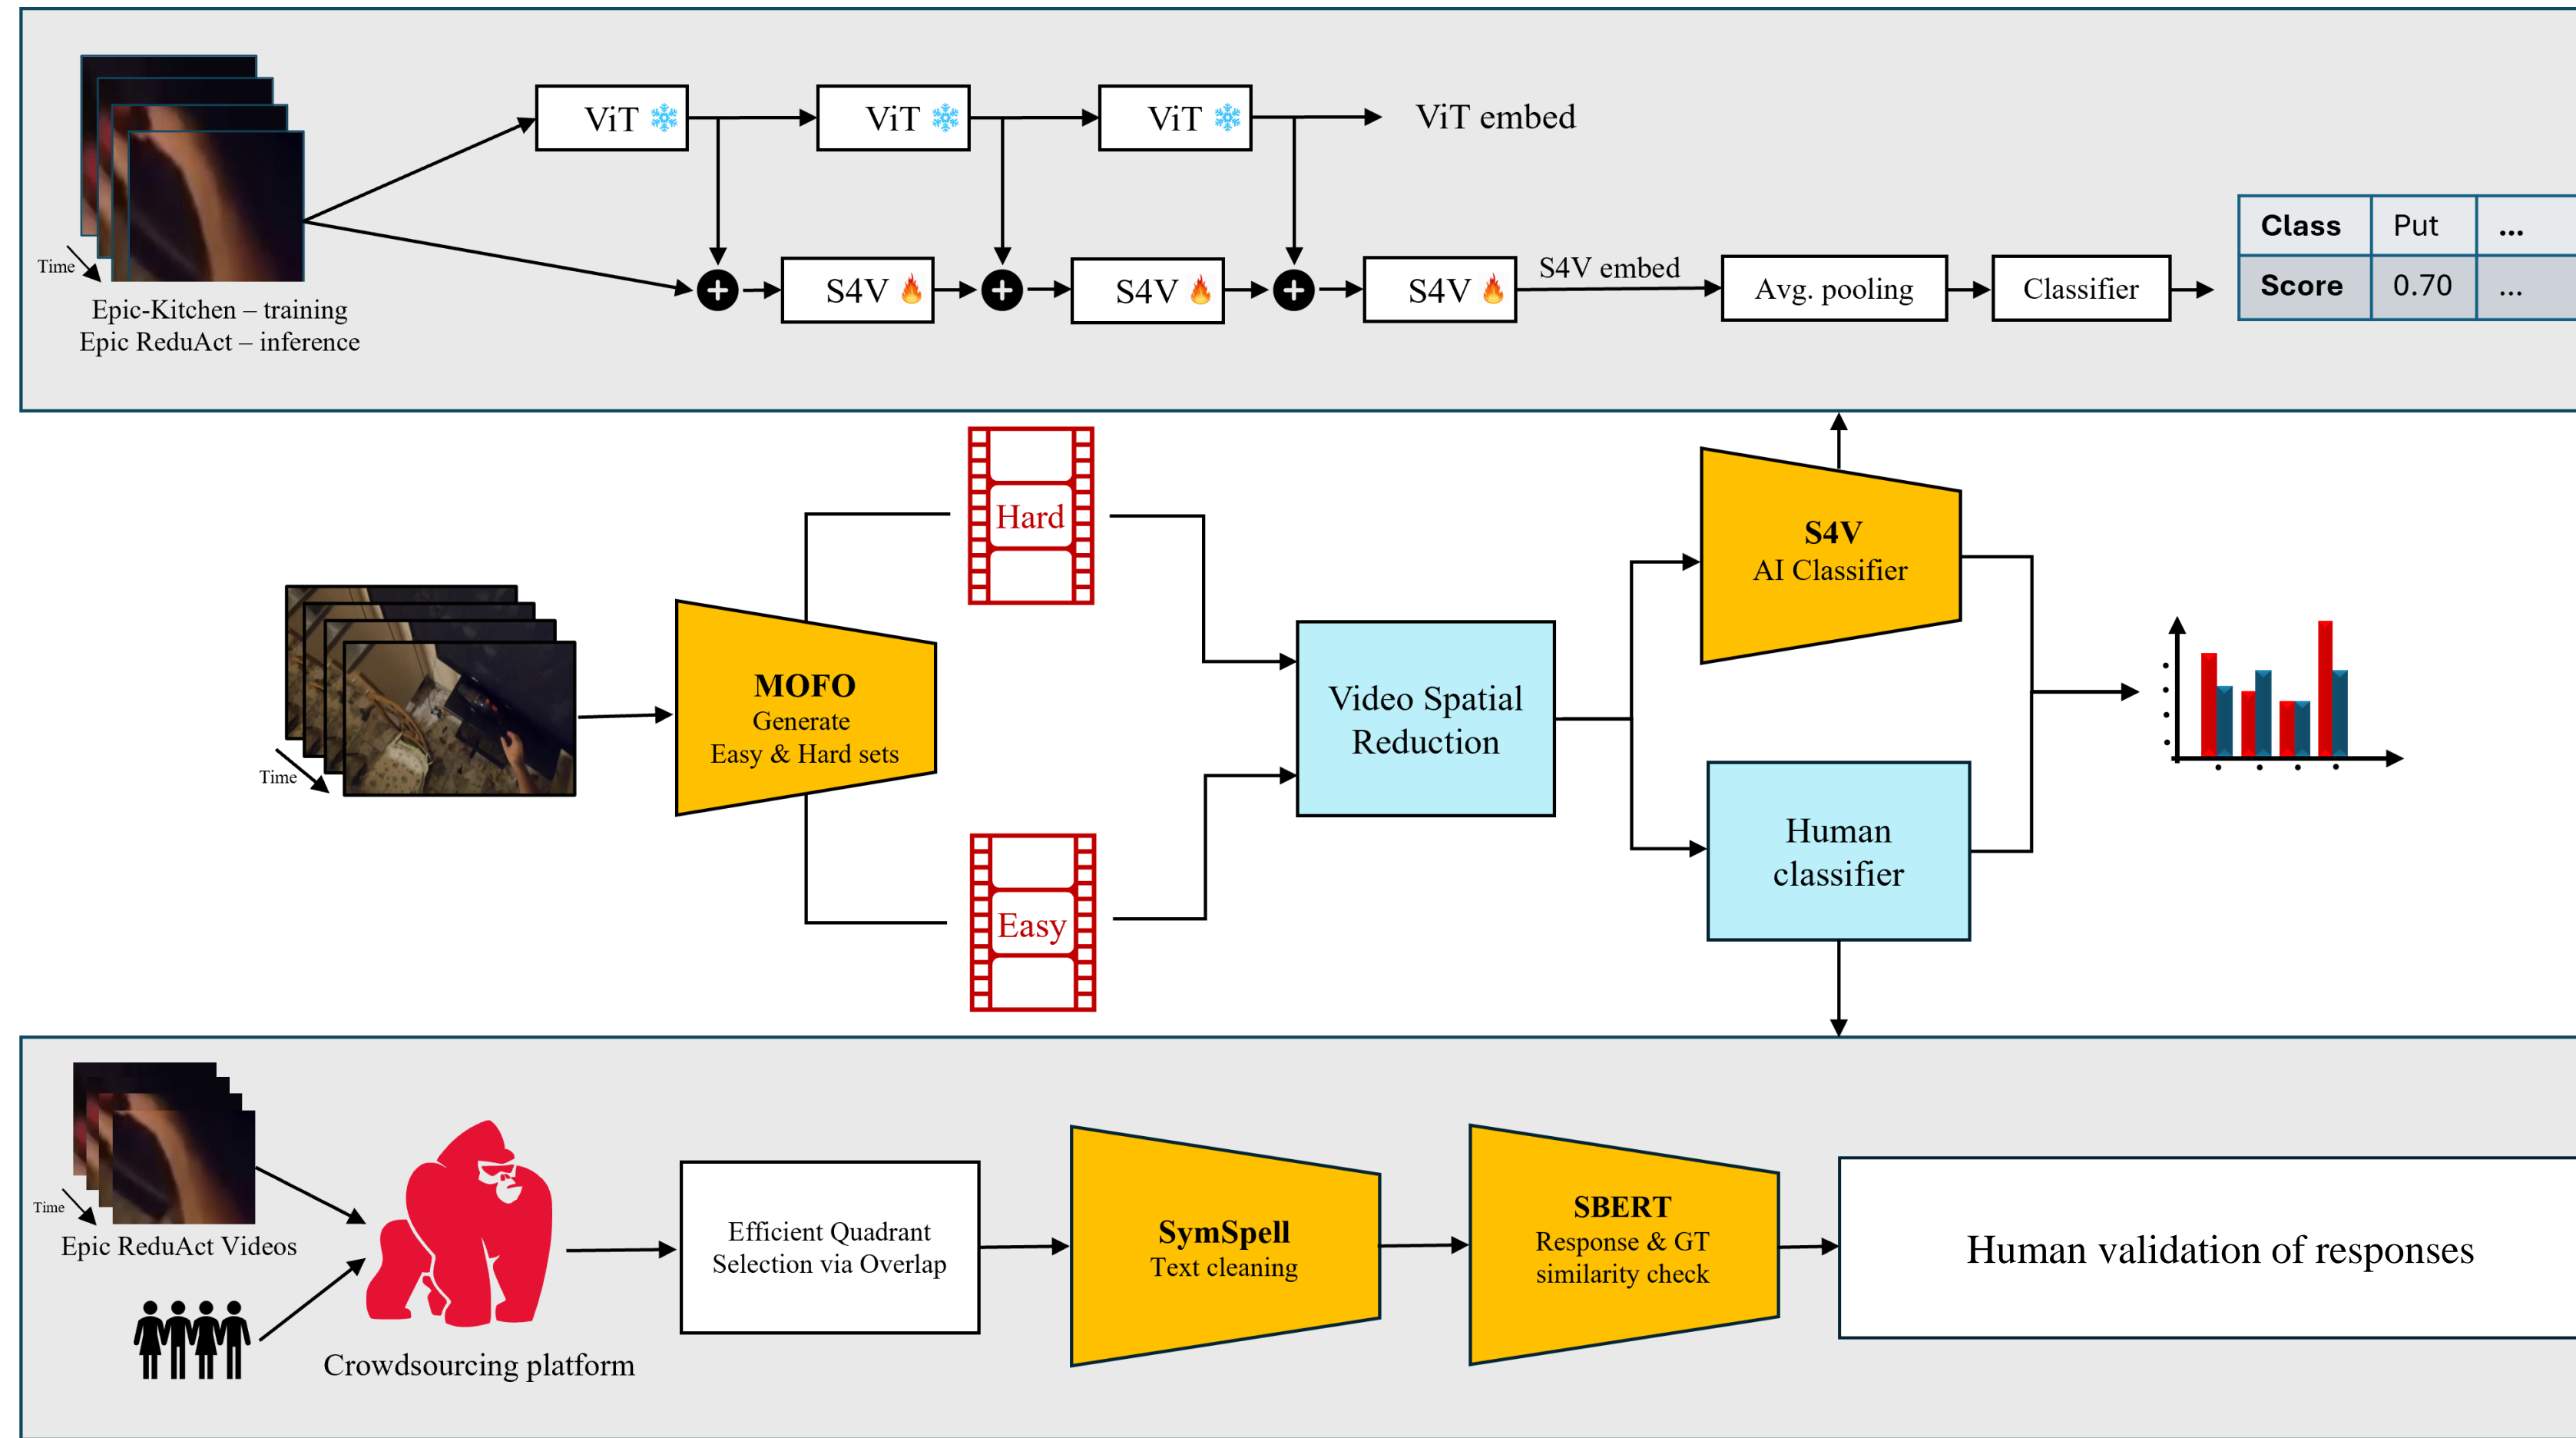 ViT
ViT
ViT
ViT embed
Time
Epic-Kitchen – training
Epic ReduAct – inference
S4V
S4V
S4V
S4V embed
Avg. pooling
Classifier
Class Put ...
Score 0.70 ...
Hard
Time
MOFO
Generate
Easy & Hard sets
Easy
Video Spatial
Reduction
S4V
AI Classifier
Human
classifier
Time
Epic ReduAct Videos
Crowdsourcing platform
Efficient Quadrant
Selection via Overlap
SymSpell
Text cleaning
SBERT
Response & GT
similarity check
Human validation of responses